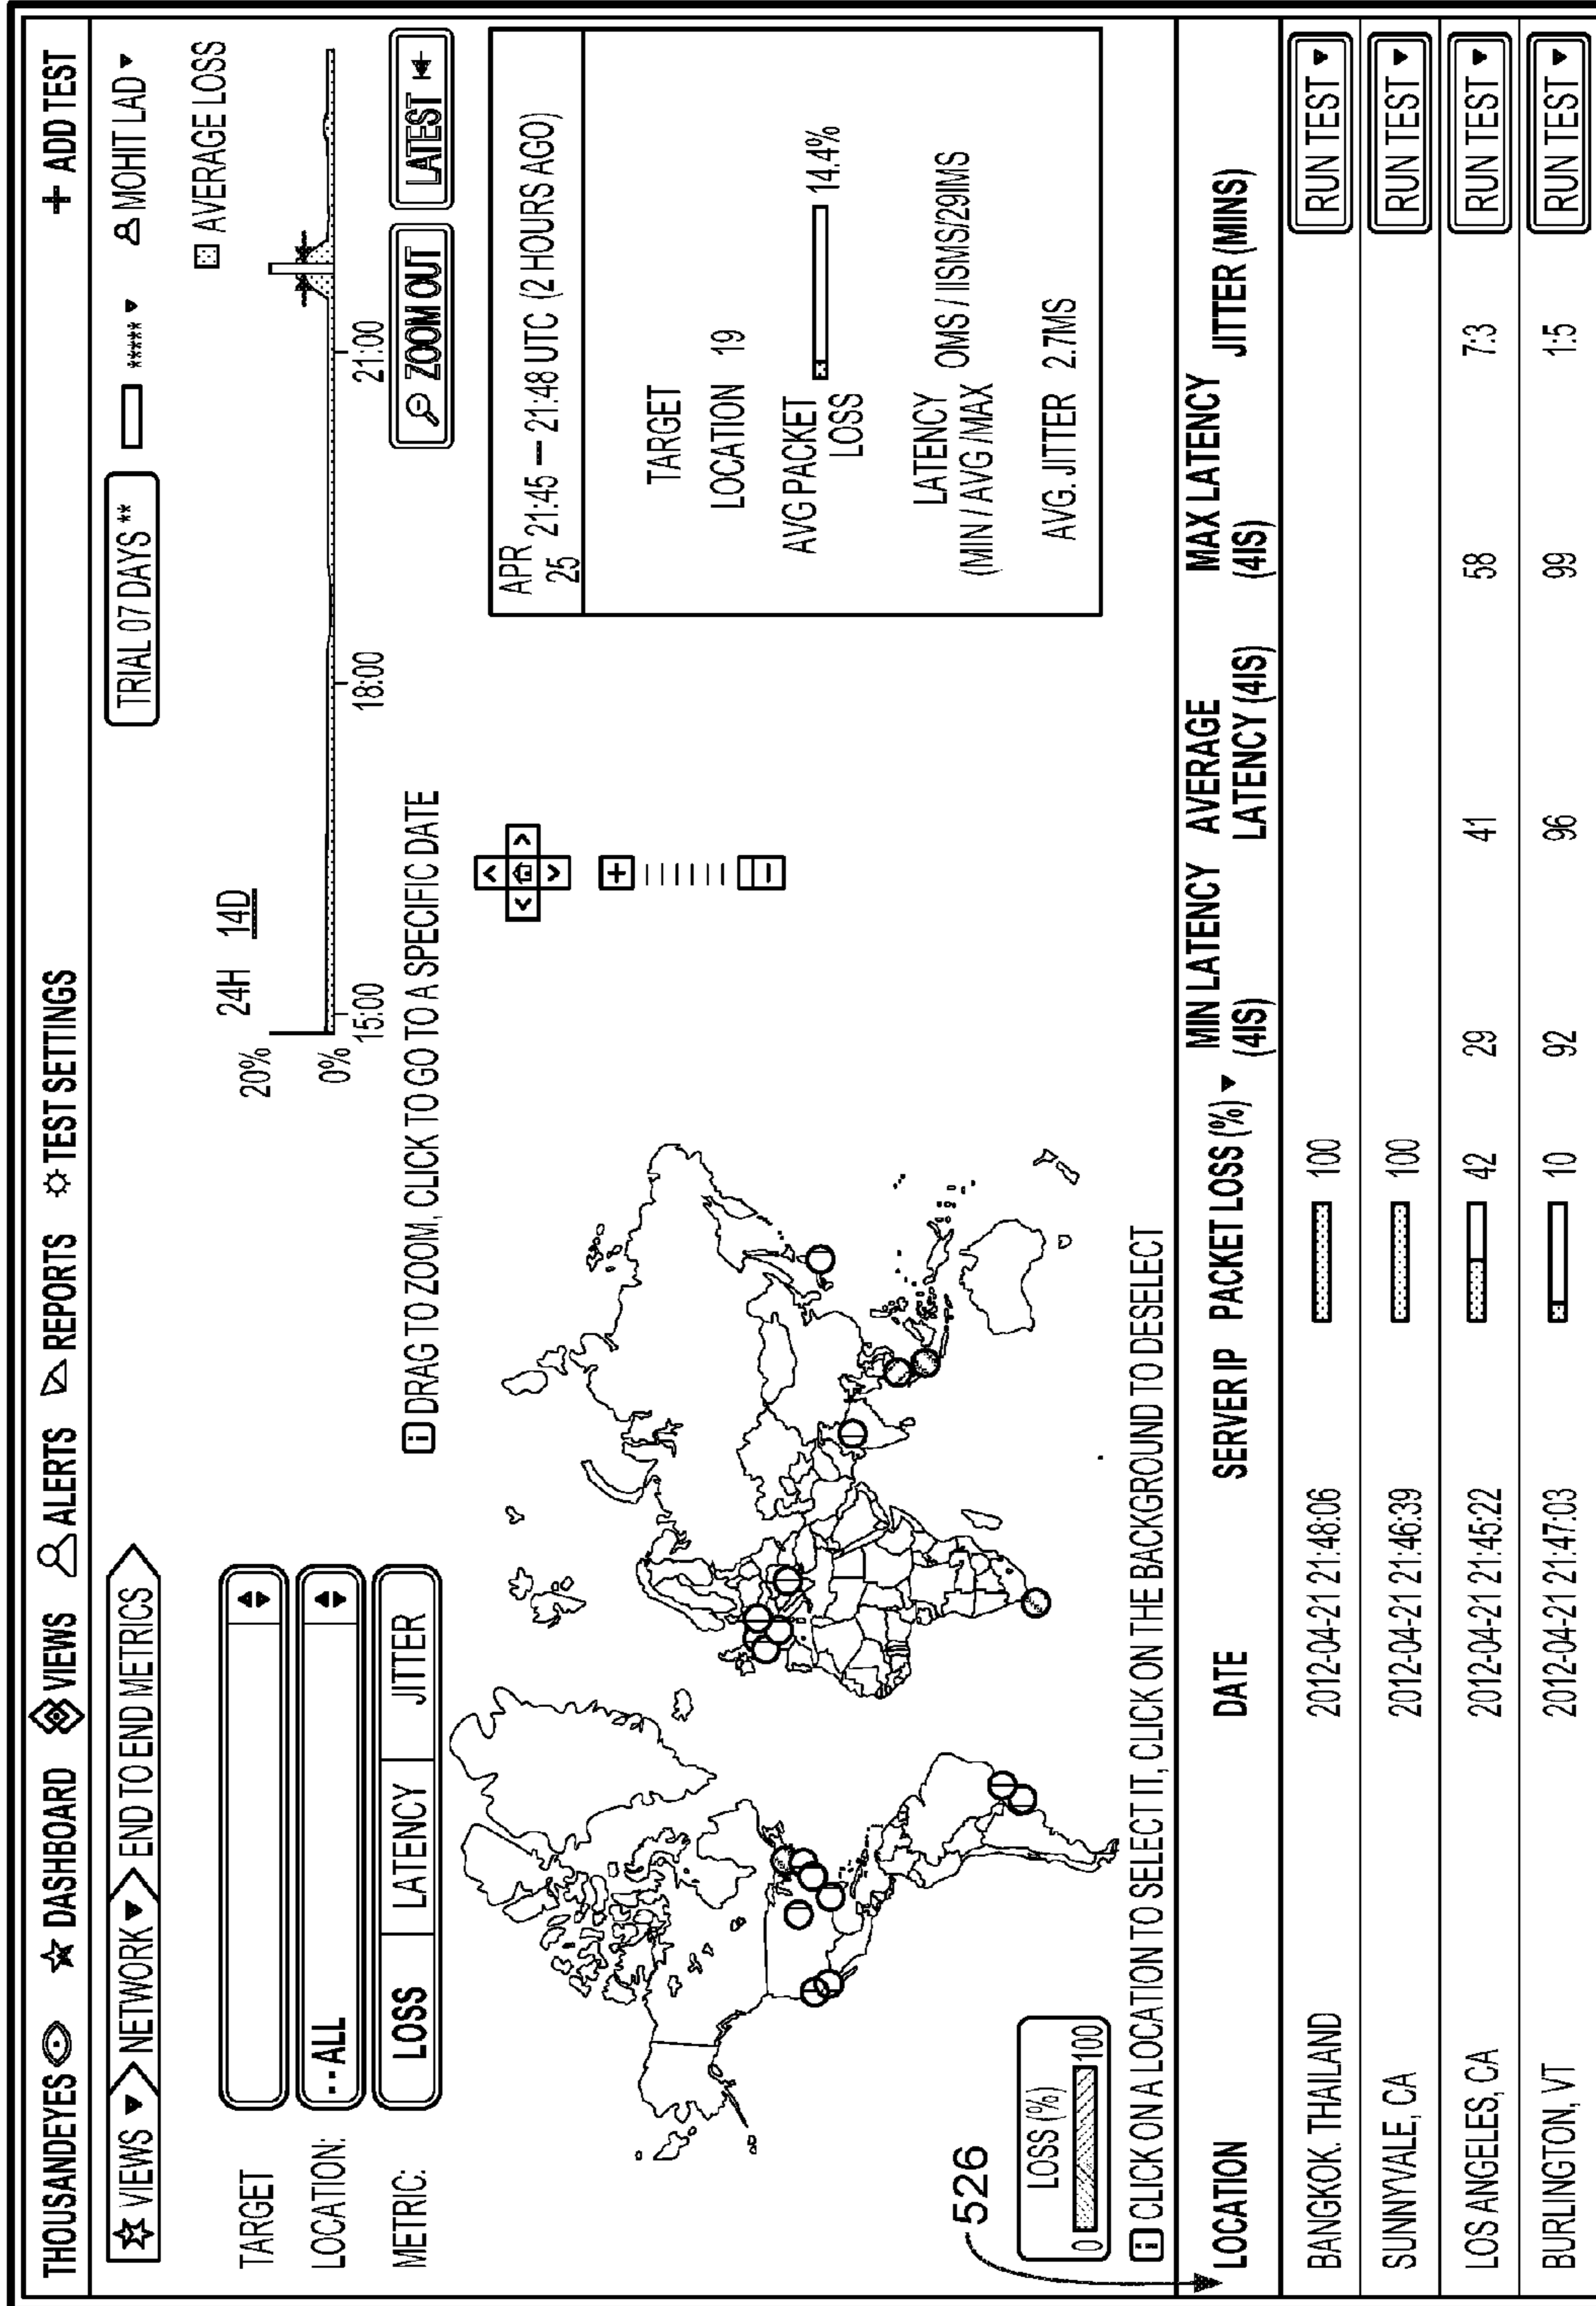 THOUSANDEYES DASHBOARD VIEWS ALERTS REPORTS TEST SETTINGS + ADD TEST
VIEWS NETWORK END TO END METRICS TRIAL 07 DAYS ** ***** MOHIT LAD
TARGET
LOCATION: --ALL
METRIC: LOSS LATENCY JITTER
24H 14D
AVERAGE LOSS
20%
0%
15:00 18:00 21:00
i DRAG TO ZOOM, CLICK TO GO TO A SPECIFIC DATE
ZOOM OUT LATEST
APR
25 21:45 — 21:48 UTC (2 HOURS AGO)
TARGET
LOCATION 19
AVG PACKET
LOSS 14.4%
LATENCY
(MIN / AVG /MAX OMS / IISMS/29IMS
AVG. JITTER 2.7MS
526
LOSS (%)
0 100
i CLICK ON A LOCATION TO SELECT IT, CLICK ON THE BACKGROUND TO DESELECT
LOCATION DATE SERVER IP PACKET LOSS (%) MIN LATENCY (4IS) AVERAGE LATENCY (4IS) MAX LATENCY (4IS) JITTER (MINS)
BANGKOK. THAILAND 2012-04-21 21:48:06 100 RUN TEST
SUNNYVALE, CA 2012-04-21 21:46:39 100 RUN TEST
LOS ANGELES, CA 2012-04-21 21:45:22 42 29 41 58 7:3 RUN TEST
BURLINGTON, VT 2012-04-21 21:47:03 10 92 96 99 1:5 RUN TEST